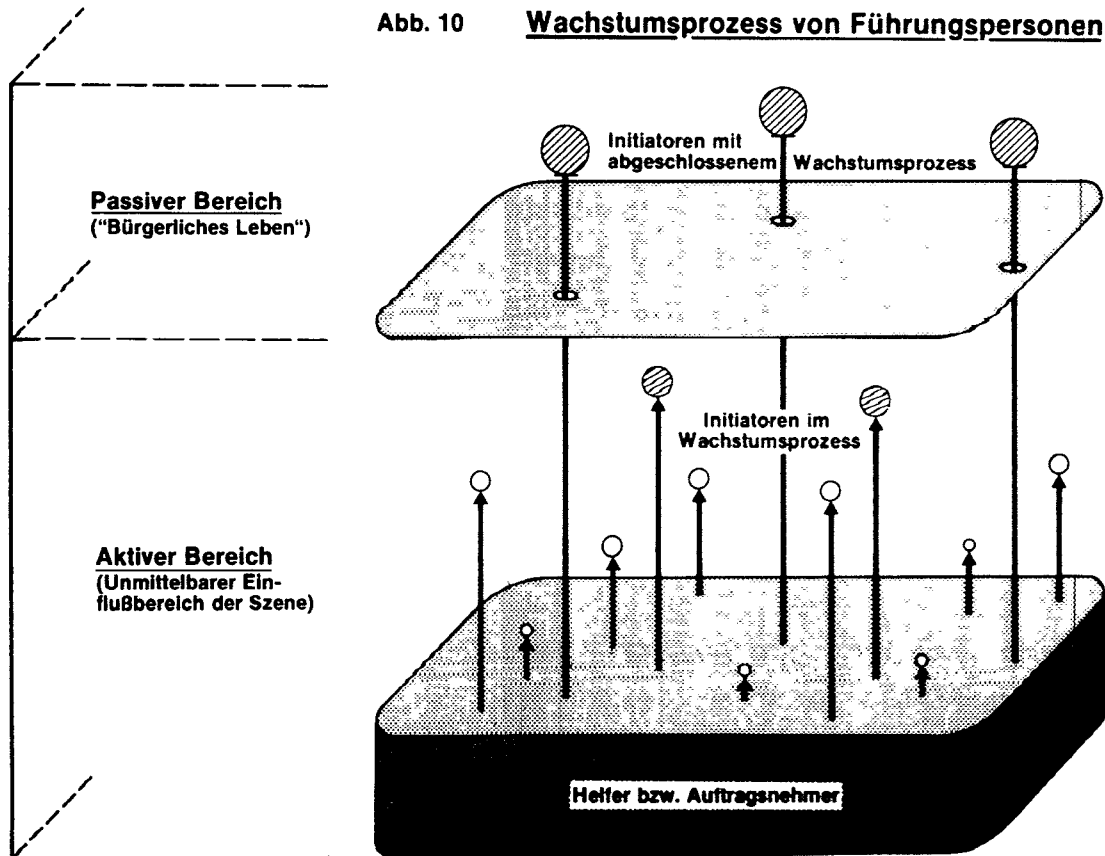 Abb. 10 Wachstumsprozess von Führungspersonen
Initiatoren mit
abgeschlossenem Wachstumsprozess
Passiver Bereich
("Bürgerliches Leben")
Initiatoren im
Wachstumsprozess
Aktiver Bereich
(Unmittelbarer Ein-
flußbereich der Szene)
Helfer bzw. Auftragsnehmer